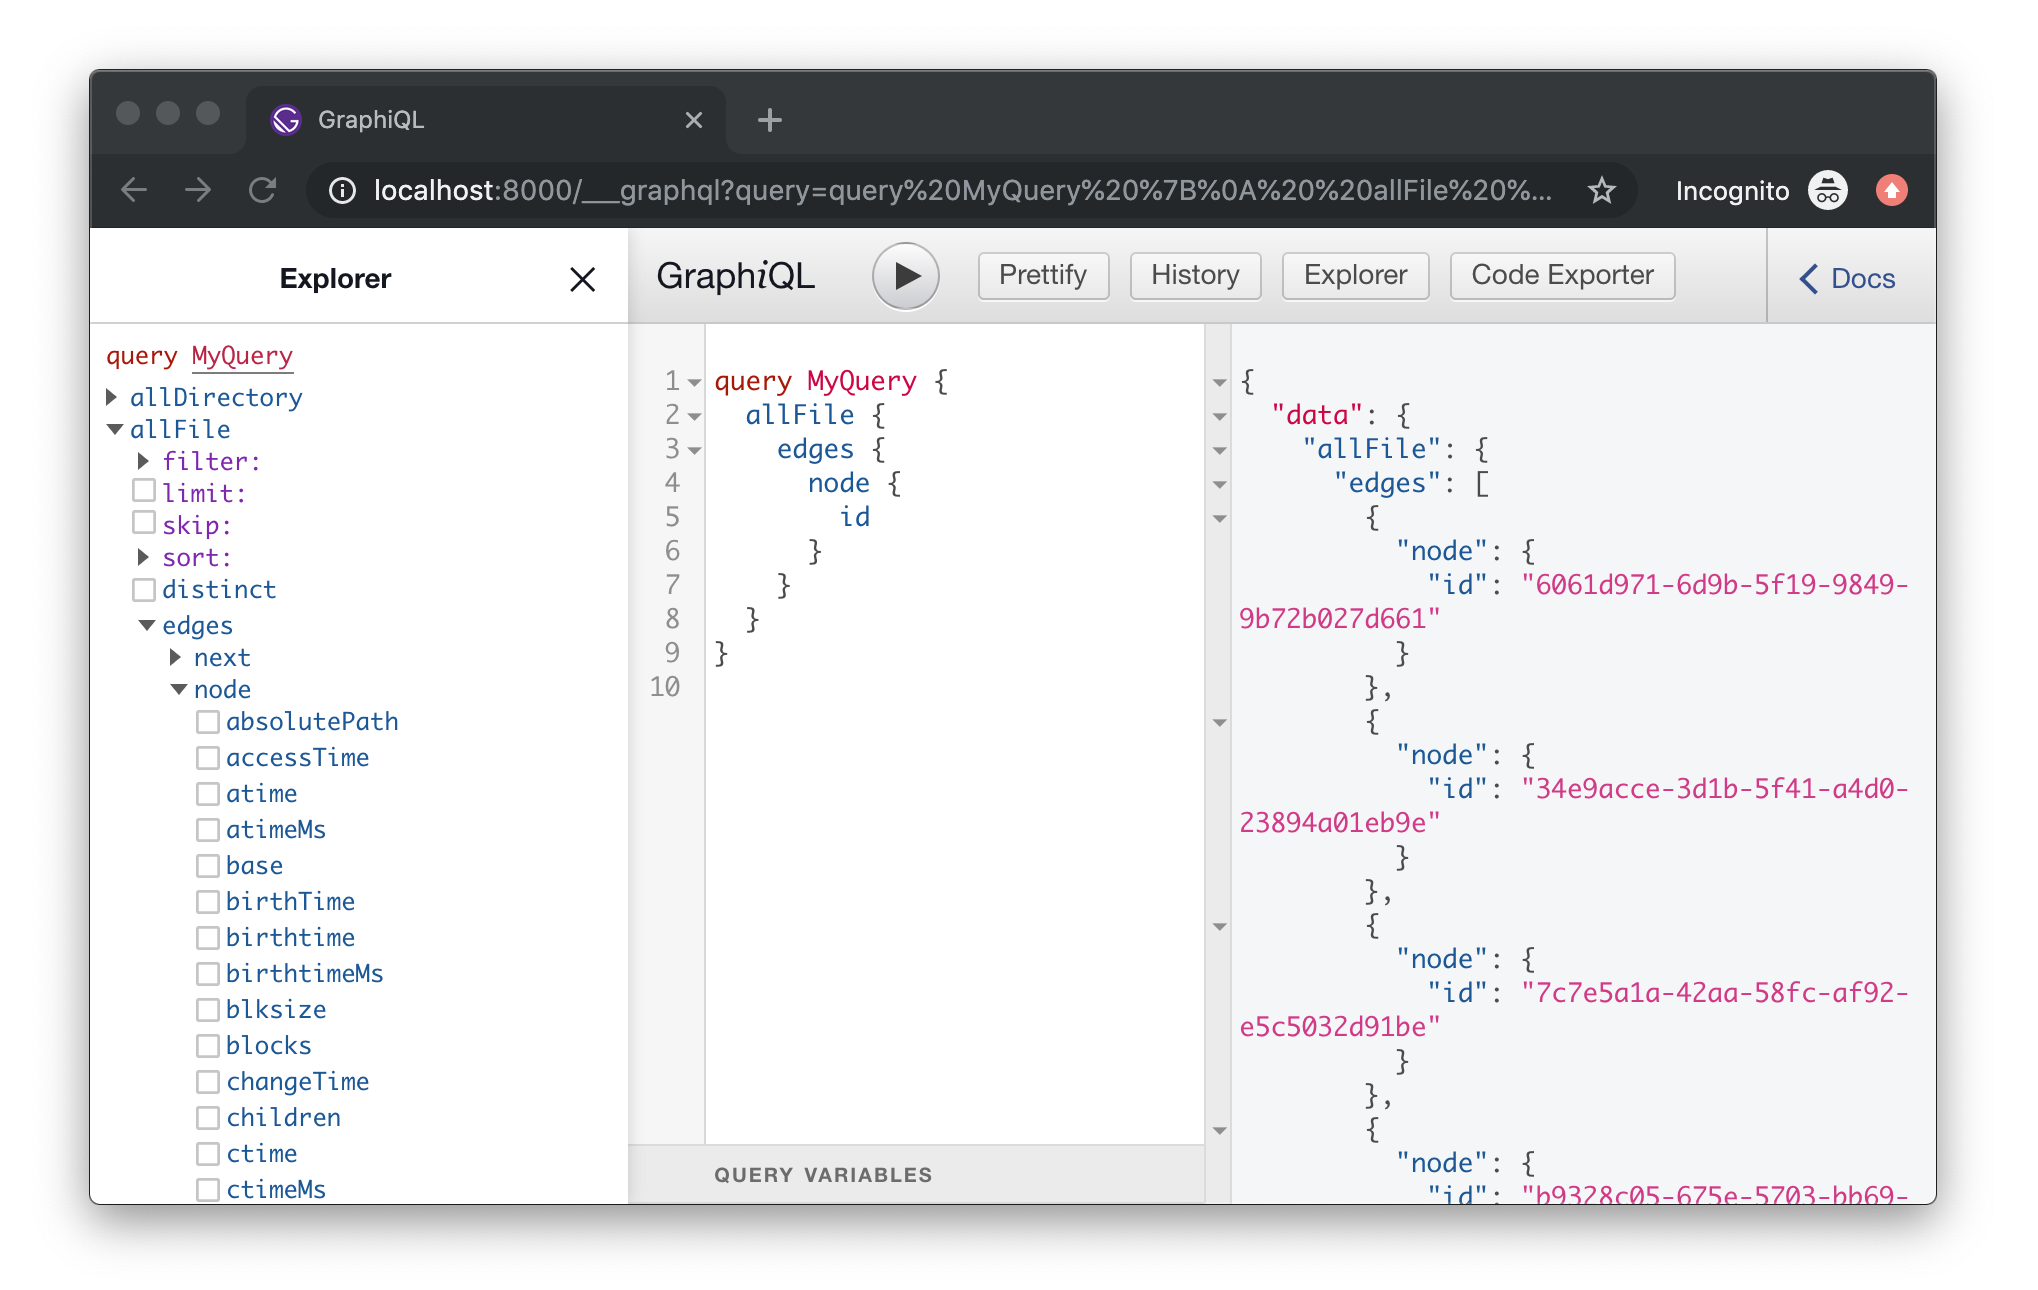 GraphiQL
localhost:8000/___graphql?query=query%20MyQuery%20%7B%0A%20%20allFile%20%...
Incognito
Explorer
query MyQuery
allDirectory
allFile
filter:
limit:
skip:
sort:
distinct
edges
next
node
absolutePath
accessTime
atime
atimeMs
base
birthTime
birthtime
birthtimeMs
blksize
blocks
changeTime
children
ctime
ctimeMs
GraphiQL
Prettify
History
Explorer
Code Exporter
Docs
1 query MyQuery {
2 allFile {
3 edges {
4 node {
5 id
6 }
7 }
8 }
9 }
10
QUERY VARIABLES
{
"data": {
"allFile": {
"edges": [
{
"node": {
"id": "6061d971-6d9b-5f19-9849-
9b72b027d661"
}
},
{
"node": {
"id": "34e9acce-3d1b-5f41-a4d0-
23894a01eb9e"
}
},
{
"node": {
"id": "7c7e5a1a-42aa-58fc-af92-
e5c5032d91be"
}
},
{
"node": {
"id": "b9328c05-675e-5703-bb69-